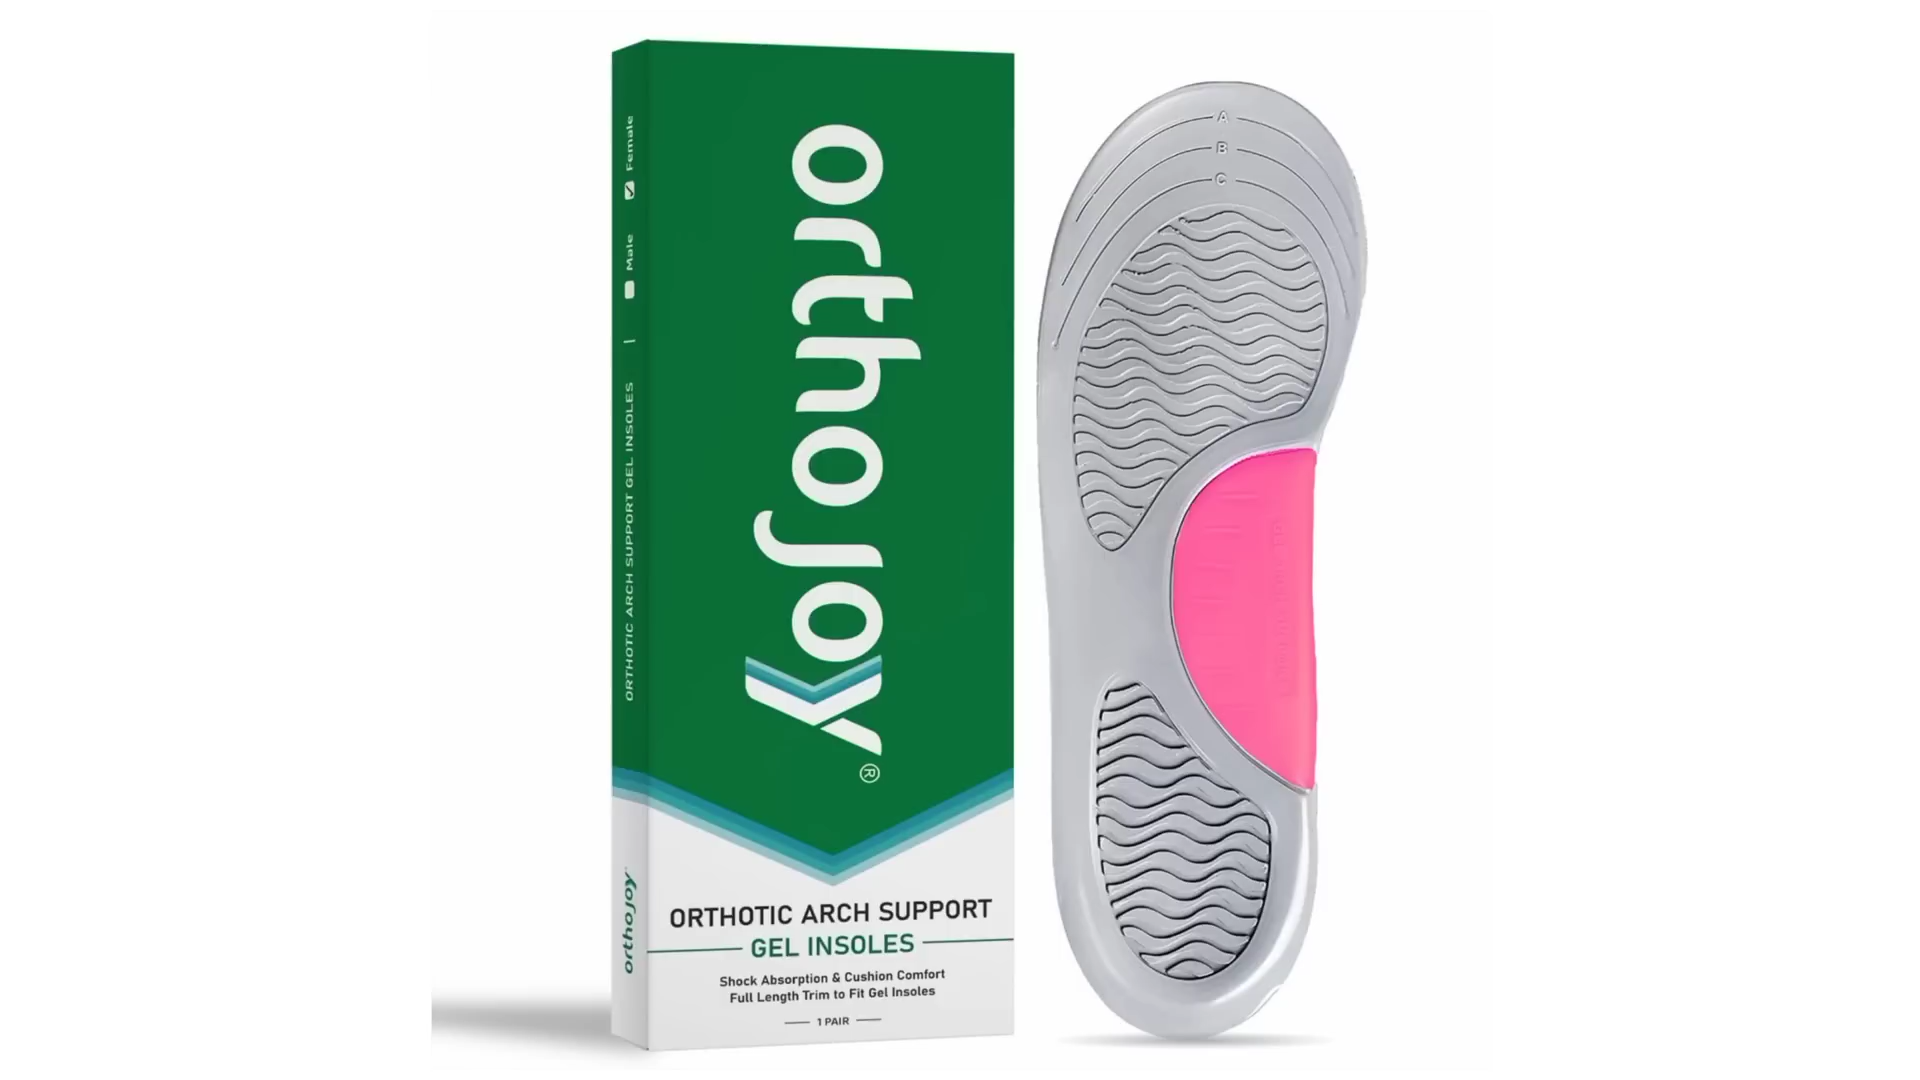 orthojoy®
ORTHOTIC ARCH SUPPORT
GEL INSOLES
Shock Absorption & Cushion Comfort
Full Length Trim to Fit Gel Insoles
1 PAIR
orthojoy
ORTHOTIC ARCH SUPPORT GEL INSOLES | Male Female
A
B
C